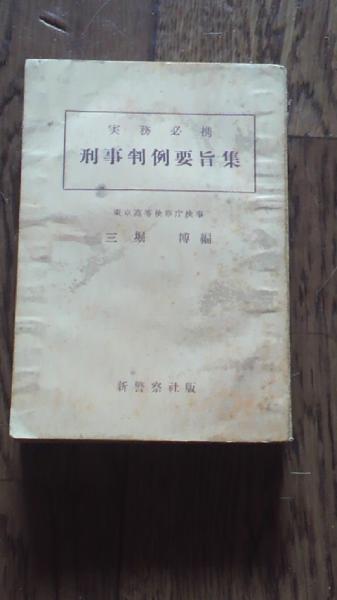 実務必携
刑事判例要旨集
東京高等検察庁検事
三堀博編
新警察社版